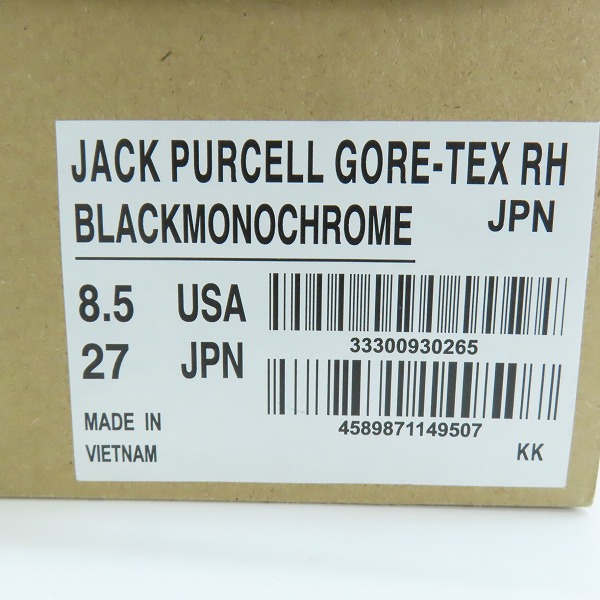 JACK PURCELL GORE-TEX RH
BLACKMONOCHROME JPN
8.5 USA
33300930265
27 JPN
4589871149507
MADE IN
VIETNAM
KK